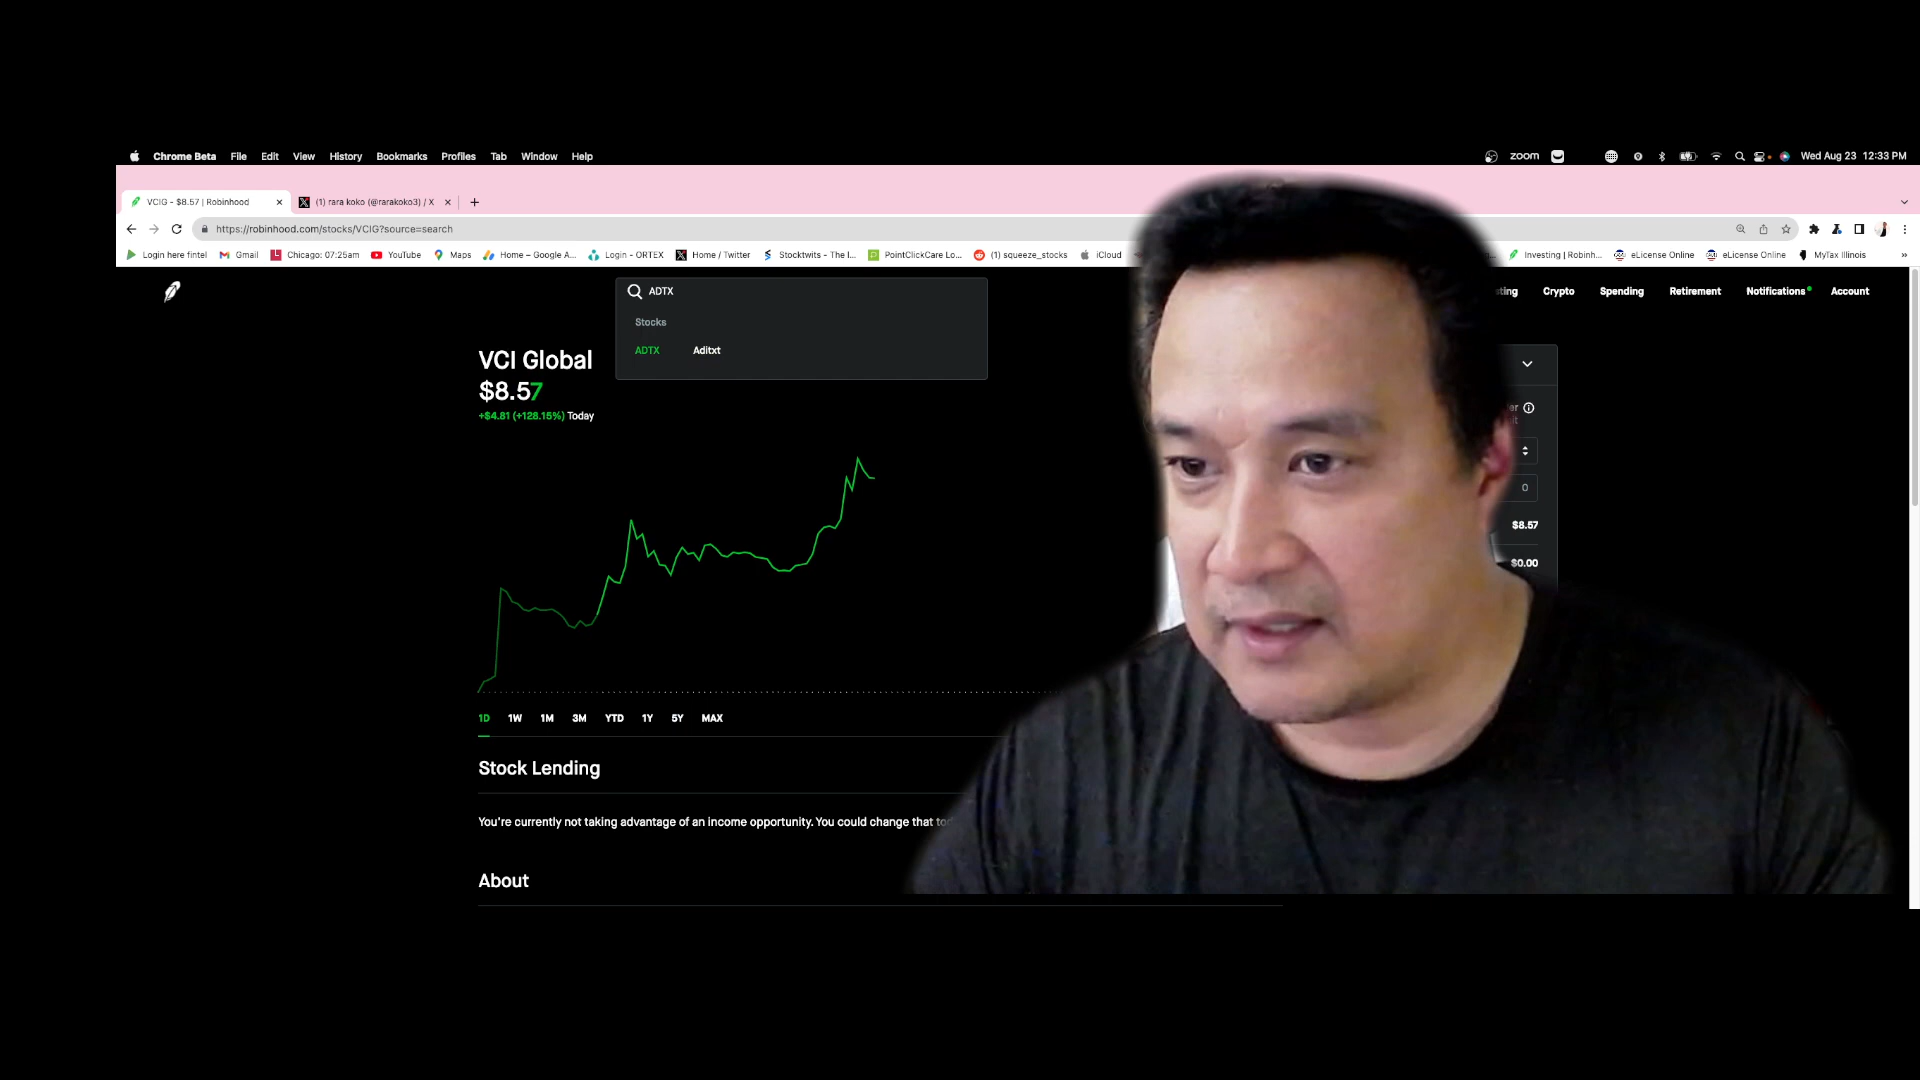 Chrome Beta File Edit View History Bookmarks Profiles Tab Window Help zoom Wed Aug 23 12:33 PM
VCIG - $8.57 | Robinhood (1) rara koko (@rarakoko3) / X
https://robinhood.com/stocks/VCIG?source=search
Login here fintel Gmail Chicago: 07:25am YouTube Maps Home – Google A... Login - ORTEX Home / Twitter Stocktwits - The l... PointClickCare Lo... (1) squeeze_stocks iCloud Investing | Robinh... eLicense Online eLicense Online MyTax Illinois »
ADTX
Crypto Spending Retirement Notifications Account
Stocks
ADTX Aditxt
VCI Global
$8.57
+$4.81 (+128.15%) Today
0
$8.57
$0.00
1D 1W 1M 3M YTD 1Y 5Y MAX
Stock Lending
You're currently not taking advantage of an income opportunity. You could change that
About